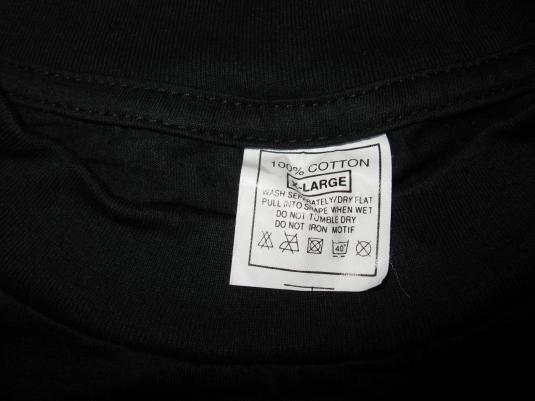 100% COTTON
X-LARGE
WASH SEPARATELY/DRY FLAT
PULL INTO SHAPE WHEN WET
DO NOT TUMBLE DRY
DO NOT IRON MOTIF
40°